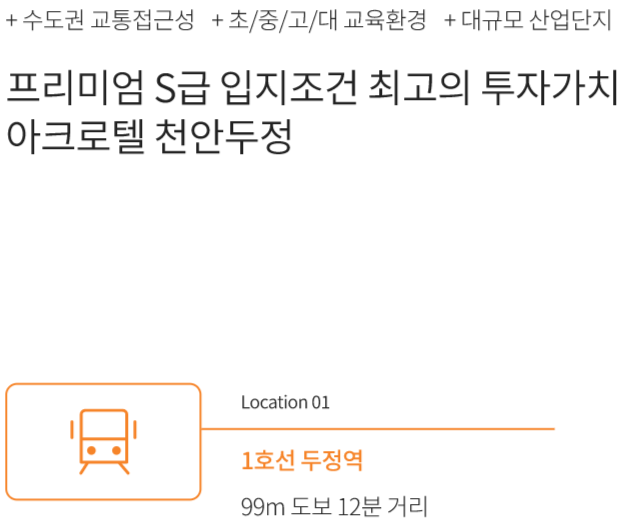 + 수도권 교통접근성 + 초/중/고/대 교육환경 + 대규모 산업단지
프리미엄 S급 입지조건 최고의 투자가치
아크로텔 천안두정
Location 01
1호선 두정역
99m 도보 12분 거리